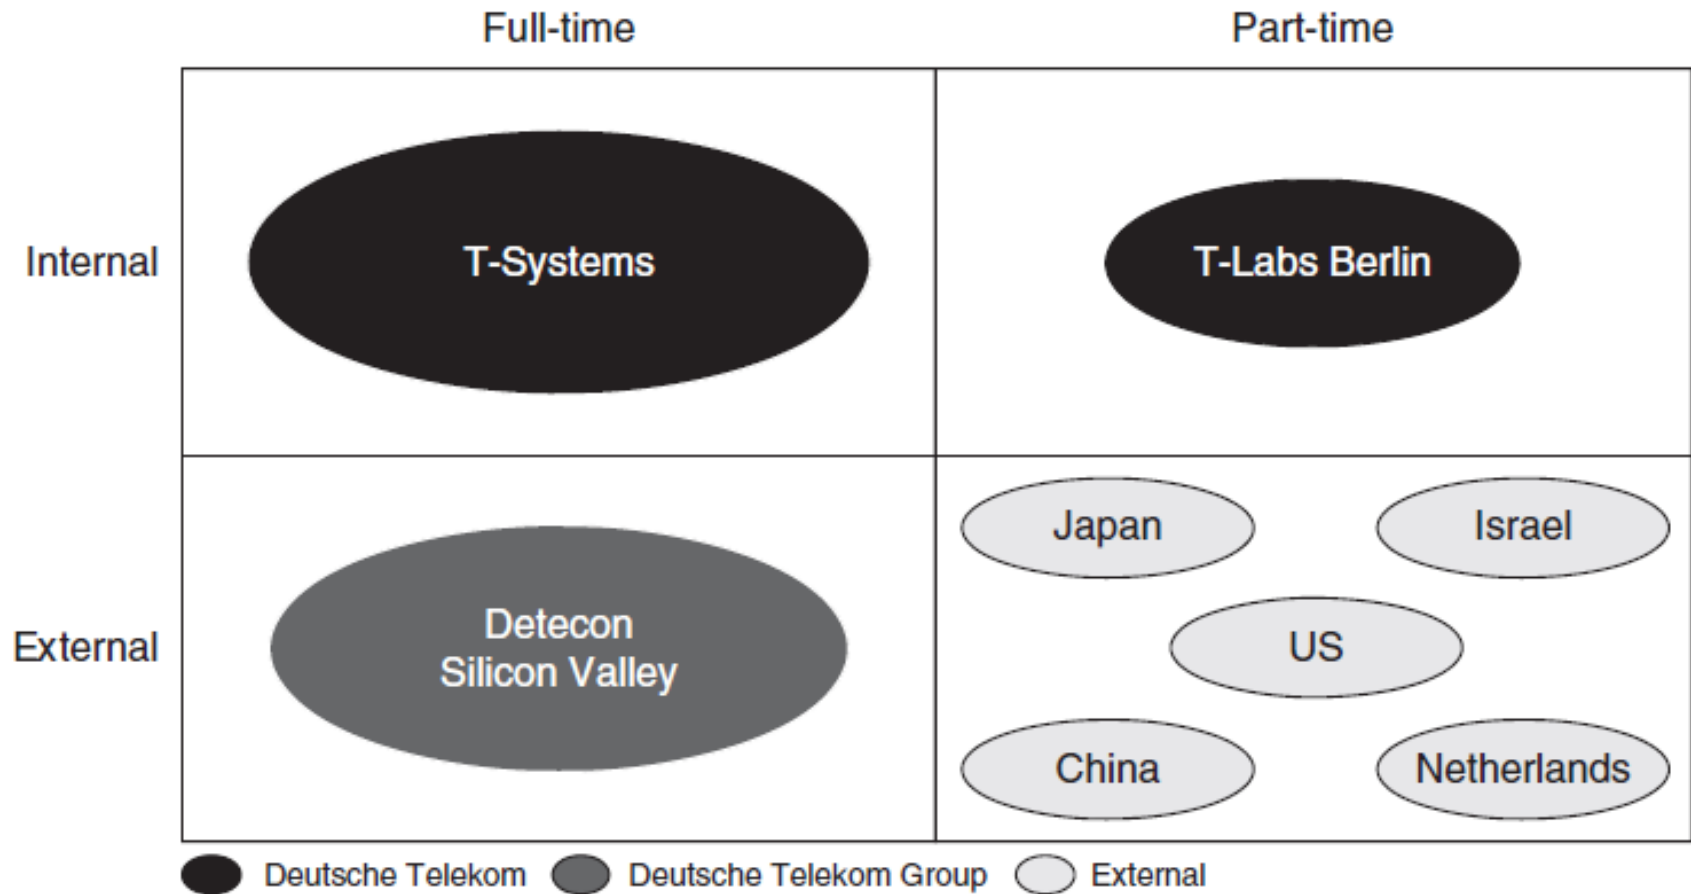 Full-time Part-time
Internal
T-Systems
T-Labs Berlin
External
Detecon
Silicon Valley
Japan
Israel
US
China
Netherlands
Deutsche Telekom Deutsche Telekom Group External